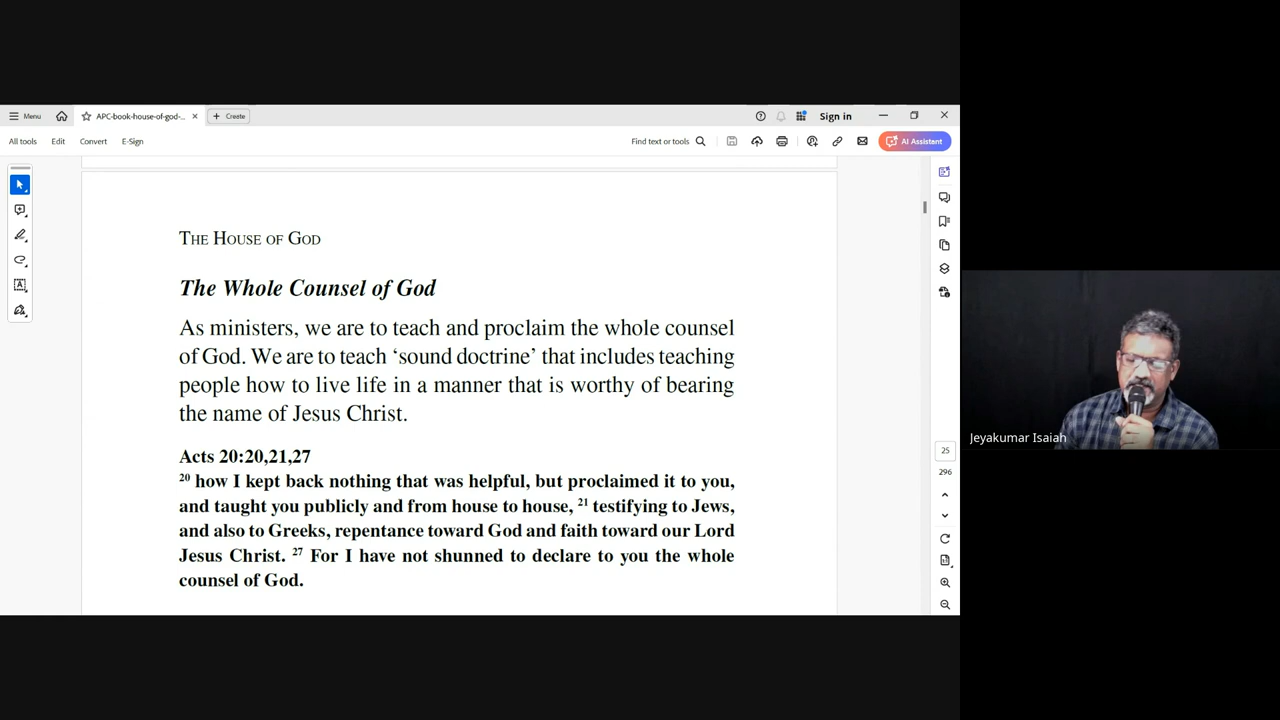 Menu
APC-book-house-of-god-...
Create
Sign in
All tools
Edit
Convert
E-Sign
Find text or tools
AI Assistant
THE HOUSE OF GOD
The Whole Counsel of God
As ministers, we are to teach and proclaim the whole counsel
of God. We are to teach ‘sound doctrine’ that includes teaching
people how to live life in a manner that is worthy of bearing
the name of Jesus Christ.
Acts 20:20,21,27
20 how I kept back nothing that was helpful, but proclaimed it to you,
and taught you publicly and from house to house, 21 testifying to Jews,
and also to Greeks, repentance toward God and faith toward our Lord
Jesus Christ. 27 For I have not shunned to declare to you the whole
counsel of God.
25
296
Jeyakumar Isaiah